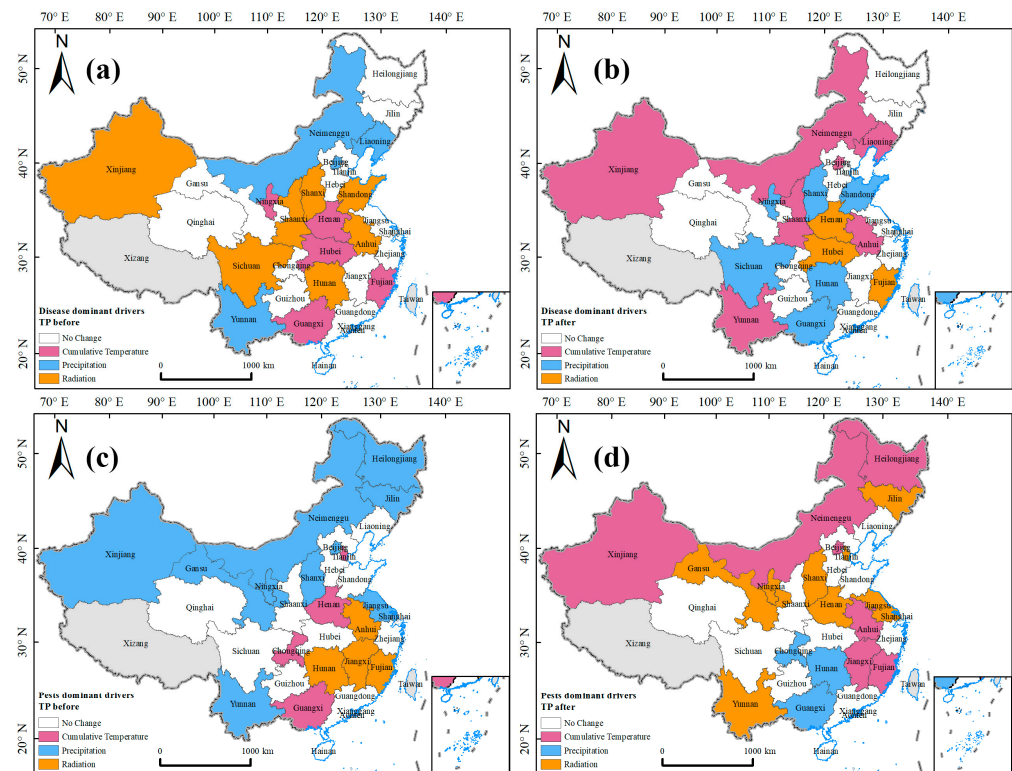 70° E 80° E 90° E 100° E 110° E 120° E 130° E 140° E
70° E 80° E 90° E 100° E 110° E 120° E 130° E 140° E
50° N
40° N
30° N
20° N
N
(a)
Heilongjiang
Jilin
Neimenggu
Liaoning
Beijing
Tianjin
Xinjiang
Hebei
Gansu
Ningxia
Shanxi
Shandong
Qinghai
Shaanxi
Henan
Jiangsu
Shanghai
Xizang
Hubei
Anhui
Zhejiang
Sichuan
Chongqing
Hunan
Jiangxi
Fujian
Guizhou
Taiwan
Yunnan
Guangxi
Guangdong
Hainan
Disease dominant drivers
TP before
No Change
Cumulative Temperature
Precipitation
Radiation
0 1000 km
50° N
40° N
30° N
20° N
N
(b)
Heilongjiang
Jilin
Neimenggu
Liaoning
Beijing
Tianjin
Xinjiang
Hebei
Gansu
Ningxia
Shanxi
Shandong
Qinghai
Shaanxi
Henan
Jiangsu
Shanghai
Xizang
Hubei
Anhui
Zhejiang
Sichuan
Chongqing
Hunan
Jiangxi
Fujian
Guizhou
Taiwan
Yunnan
Guangxi
Guangdong
Hainan
Disease dominant drivers
TP after
No Change
Cumulative Temperature
Precipitation
Radiation
0 1000 km
70° E 80° E 90° E 100° E 110° E 120° E 130° E 140° E
70° E 80° E 90° E 100° E 110° E 120° E 130° E 140° E
50° N
40° N
30° N
20° N
N
(c)
Heilongjiang
Jilin
Neimenggu
Liaoning
Beijing
Tianjin
Xinjiang
Hebei
Gansu
Ningxia
Shanxi
Shandong
Qinghai
Shaanxi
Henan
Jiangsu
Shanghai
Xizang
Hubei
Anhui
Zhejiang
Sichuan
Chongqing
Hunan
Jiangxi
Fujian
Guizhou
Taiwan
Yunnan
Guangxi
Guangdong
Hainan
Pests dominant drivers
TP before
No Change
Cumulative Temperature
Precipitation
Radiation
0 1000 km
50° N
40° N
30° N
20° N
N
(d)
Heilongjiang
Jilin
Neimenggu
Liaoning
Beijing
Tianjin
Xinjiang
Hebei
Gansu
Ningxia
Shanxi
Shandong
Qinghai
Shaanxi
Henan
Jiangsu
Shanghai
Xizang
Hubei
Anhui
Zhejiang
Sichuan
Chongqing
Hunan
Jiangxi
Fujian
Guizhou
Taiwan
Yunnan
Guangxi
Guangdong
Hainan
Pests dominant drivers
TP after
No Change
Cumulative Temperature
Precipitation
Radiation
0 1000 km